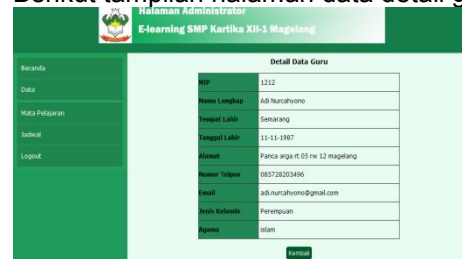 Berikut tampilan halaman data detail g
Halaman Administrator
E-learning SMP Kartika XII-1 Magelang
Beranda
Data
Mata Pelajaran
Jadwal
Logout
Detail Data Guru
NIP 1212
Nama Lengkap Adi Nurcahyono
Tempat Lahir Semarang
Tanggal Lahir 11-11-1987
Alamat Panca arga rt 05 rw 12 magelang
Nomor Telpon 085728203496
Email adi.nurcahyono@gmail.com
Jenis Kelamin Perempuan
Agama islam
Kembali